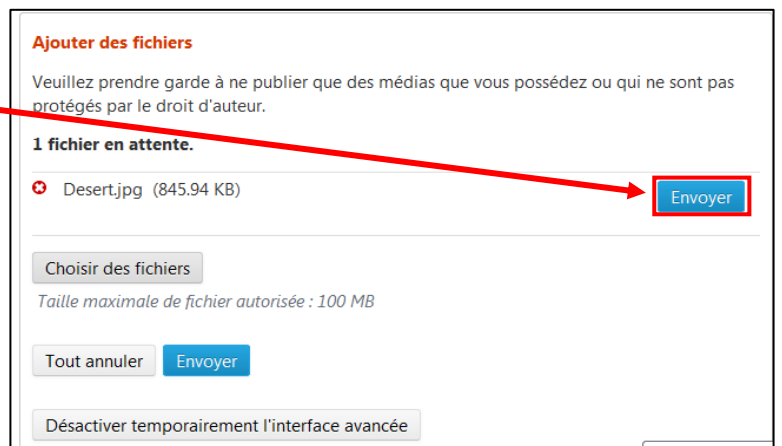 Ajouter des fichiers
Veuillez prendre garde à ne publier que des médias que vous possédez ou qui ne sont pas
protégés par le droit d'auteur.
1 fichier en attente.
Desert.jpg (845.94 KB)
Envoyer
Choisir des fichiers
Taille maximale de fichier autorisée : 100 MB
Tout annuler Envoyer
Désactiver temporairement l'interface avancée